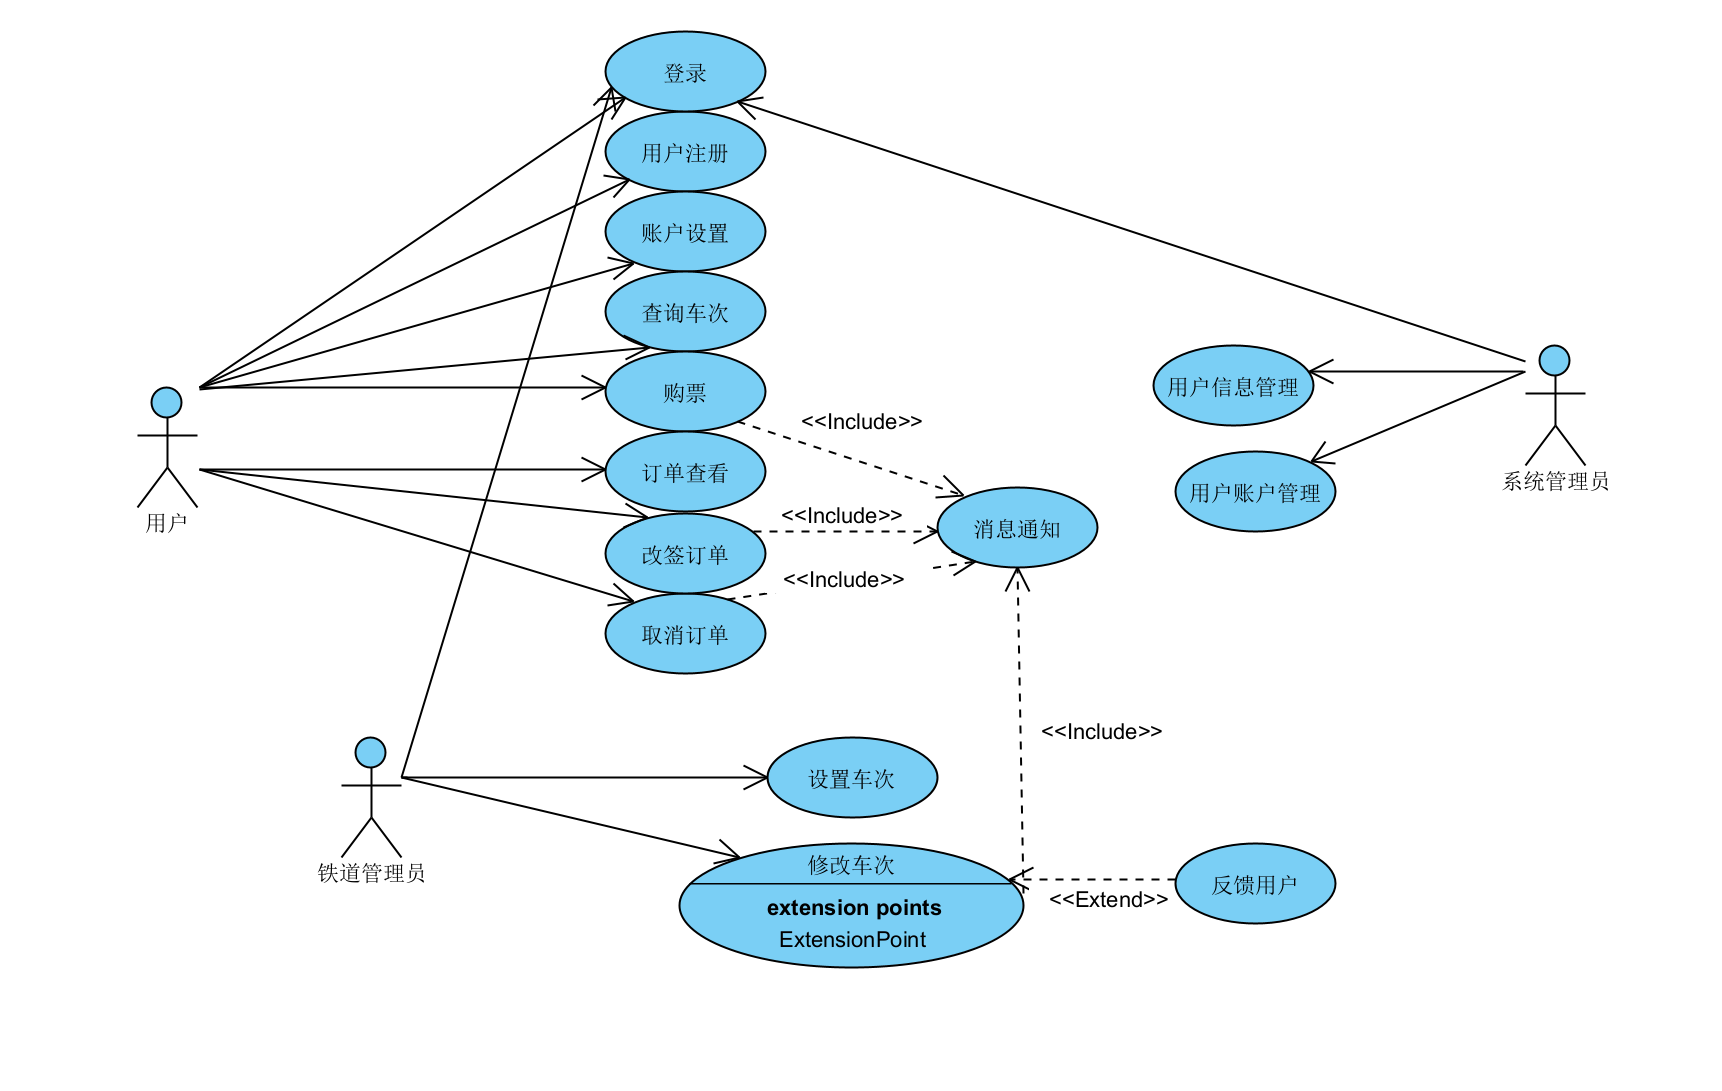 登录
用户注册
账户设置
查询车次
购票
订单查看
改签订单
取消订单
用户
<<Include>>
<<Include>>
<<Include>>
消息通知
用户信息管理
用户账户管理
系统管理员
<<Include>>
铁道管理员
设置车次
修改车次
extension points
ExtensionPoint
<<Extend>>
反馈用户